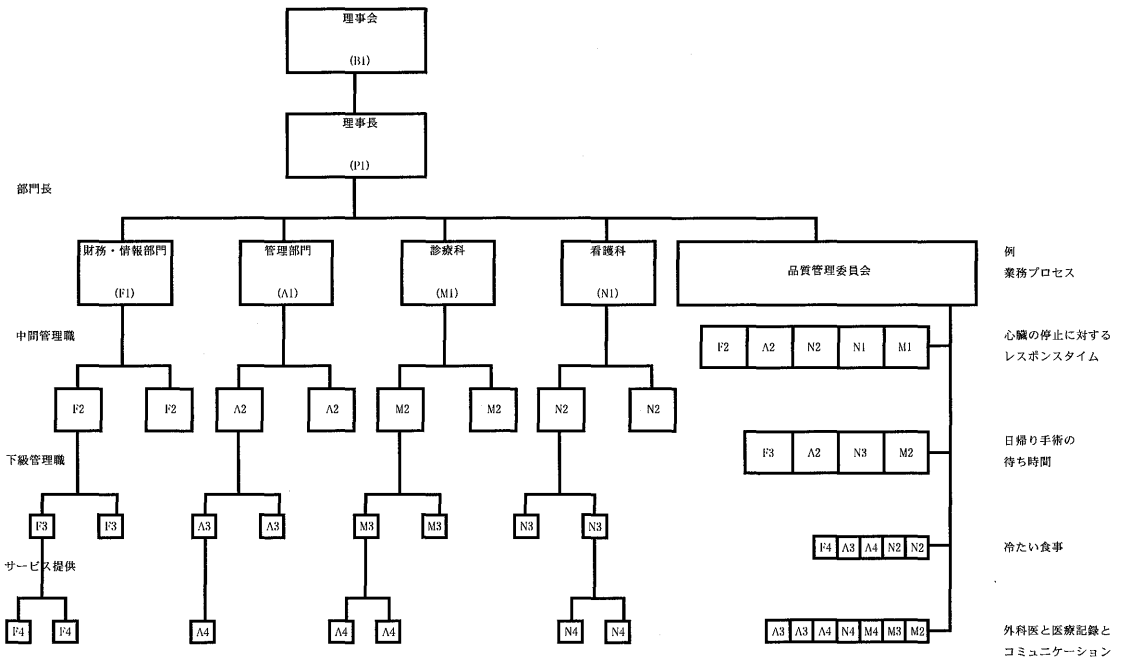 理事会
(B1)
理事長
(P1)
部門長
財務・情報部門
(F1)
管理部門
(A1)
診療科
(M1)
看護科
(N1)
品質管理委員会
例
業務プロセス
中間管理職
F2 A2 N2 N1 M1
心臓の停止に対する
レスポンスタイム
F2 F2 A2 A2 M2 M2 N2 N2
下級管理職
F3 A2 N3 M2
日帰り手術の
待ち時間
F3 F3 A3 A3 M3 M3 N3 N3
F4 A3 A4 N2 N2
冷たい食事
サービス提供
F4 F4 A4 A4 A4 N4 N4
A3 A3 A4 N4 M4 M3 M2
外科医と医療記録と
コミュニケーション